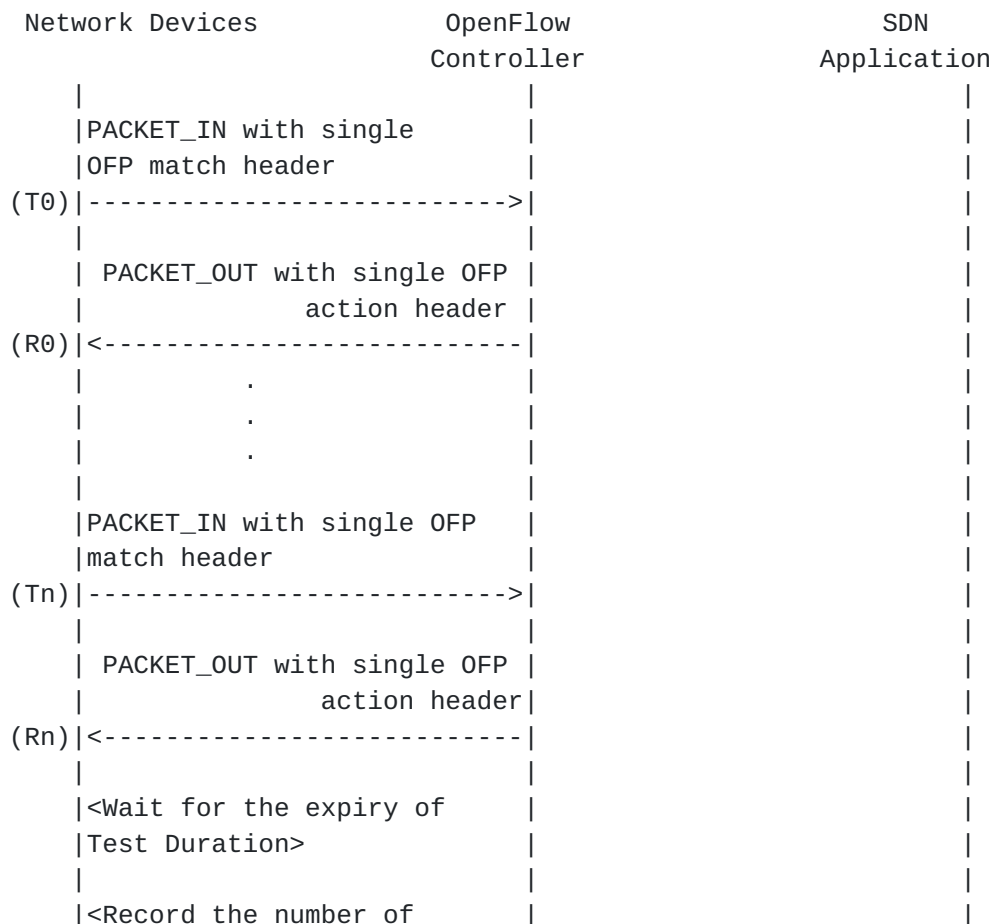 Network Devices            OpenFlow                    SDN
                          Controller               Application
    |                            |                           |
    |PACKET_IN with single       |                           |
    |OFP match header            |                           |
(T0)|--------------------------->|                           |
    |                            |                           |
    | PACKET_OUT with single OFP |                           |
    |              action header |                           |
(R0)|<---------------------------|                           |
    |          .                 |                           |
    |          .                 |                           |
    |          .                 |                           |
    |                            |                           |
    |PACKET_IN with single OFP   |                           |
    |match header                |                           |
(Tn)|--------------------------->|                           |
    |                            |                           |
    | PACKET_OUT with single OFP |                           |
    |               action header|                           |
(Rn)|<---------------------------|                           |
    |                            |                           |
    |<Wait for the expiry of     |                           |
    |Test Duration>              |                           |
    |                            |                           |
    |<Record the number of       |                           |